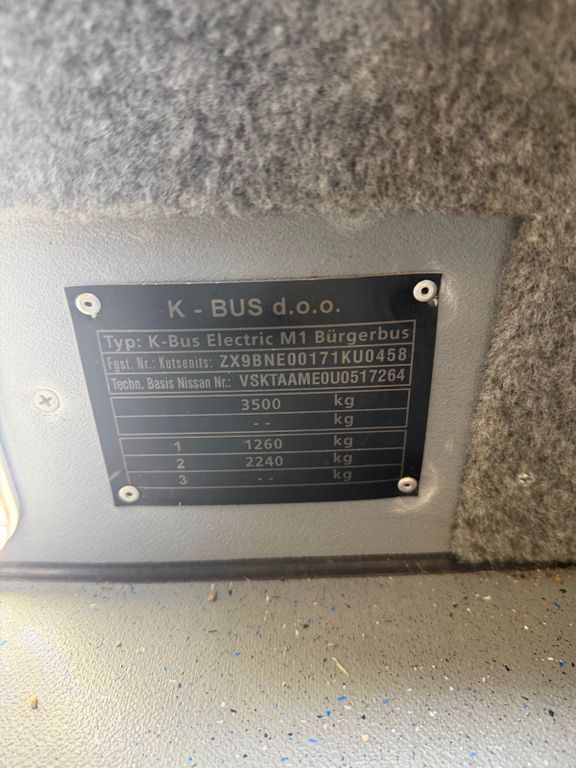 K - BUS d.o.o.
Typ: K-Bus Electric M1 Bürgerbus
Fgst. Nr.: Kutsenits: ZX9BNE00171KU0458
Techn. Basis Nissan Nr.: VSKTAAME0U0517264
3500 kg
- - kg
1 1260 kg
2 2240 kg
3 - - kg